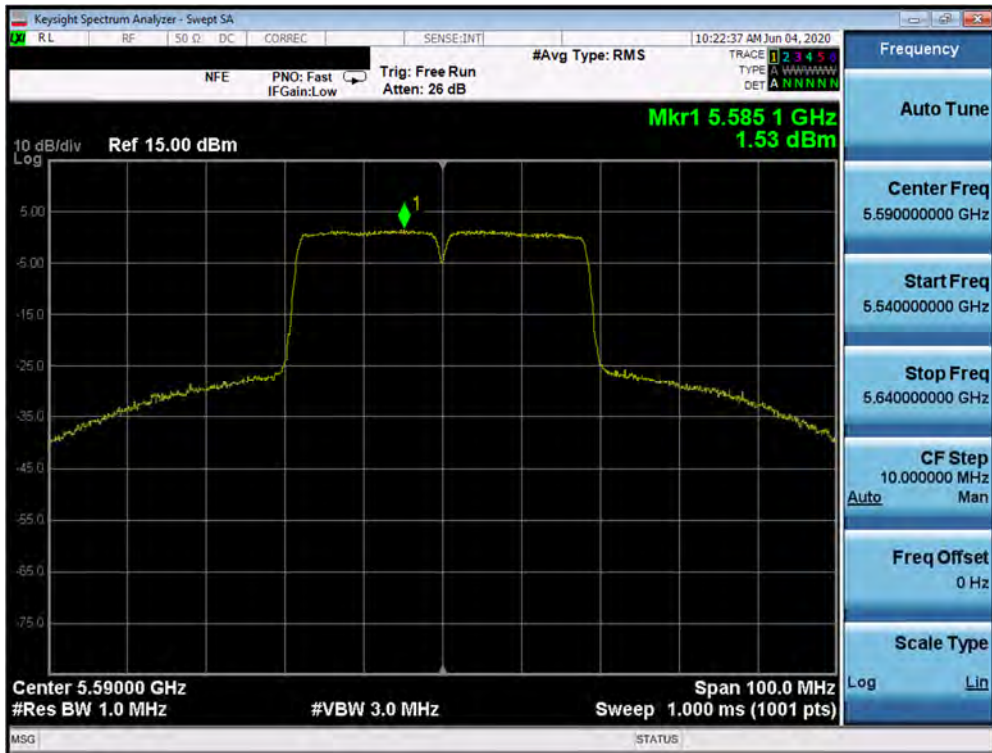 Keysight Spectrum Analyzer - Swept SA
LXI RL RF 50 Ω DC CORREC SENSE:INT 10:22:37 AM Jun 04, 2020
NFE PNO: Fast IFGain:Low Trig: Free Run Atten: 26 dB #Avg Type: RMS
TRACE 1 2 3 4 5 6
TYPE A WWWWW
DET A N N N N N
Mkr1 5.585 1 GHz
1.53 dBm
10 dB/div Ref 15.00 dBm
Log
1
5.00
-5.00
-15.0
-25.0
-35.0
-45.0
-55.0
-65.0
-75.0
Center 5.59000 GHz Span 100.0 MHz
#Res BW 1.0 MHz #VBW 3.0 MHz Sweep 1.000 ms (1001 pts)
MSG STATUS
Frequency
Auto Tune
Center Freq
5.590000000 GHz
Start Freq
5.540000000 GHz
Stop Freq
5.640000000 GHz
CF Step
10.000000 MHz
Auto Man
Freq Offset
0 Hz
Scale Type
Log Lin